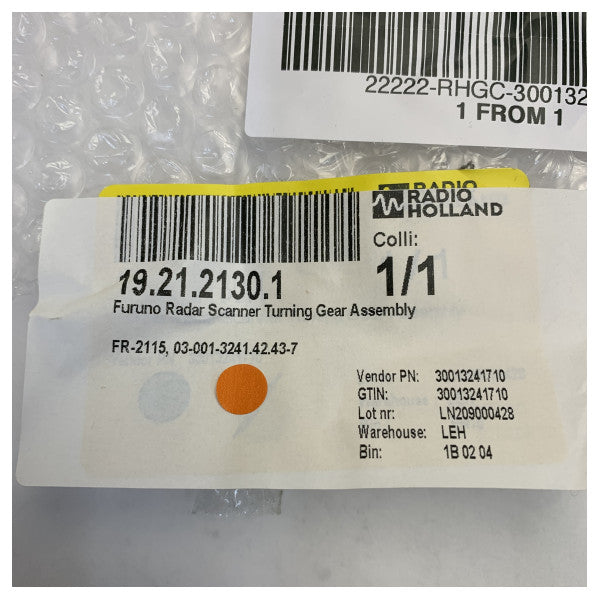 22222-RHGC-300132
1 FROM 1
RADIO
RADIO
HOLLAND
Colli:
19.21.2130.1
1/1
Furuno Radar Scanner Turning Gear Assembly
FR-2115, 03-001-3241.42.43-7
Vendor PN: 30013241710
GTIN: 30013241710
Lot nr: LN209000428
Warehouse: LEH
Bin: 1B 02 04